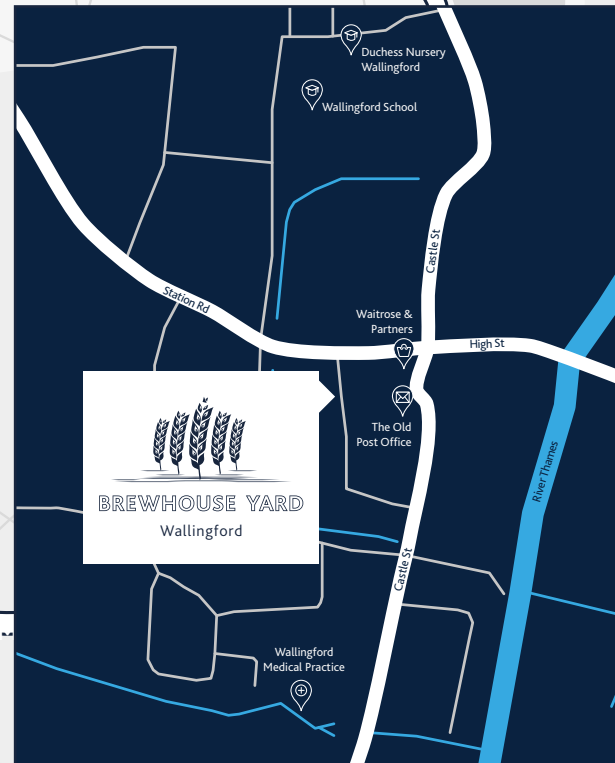 Duchess Nursery
Wallingford
Wallingford School
Castle St
Station Rd
Waitrose &
Partners
High St
The Old
Post Office
BREWHOUSE YARD
Wallingford
River Thames
Castle St
Wallingford
Medical Practice